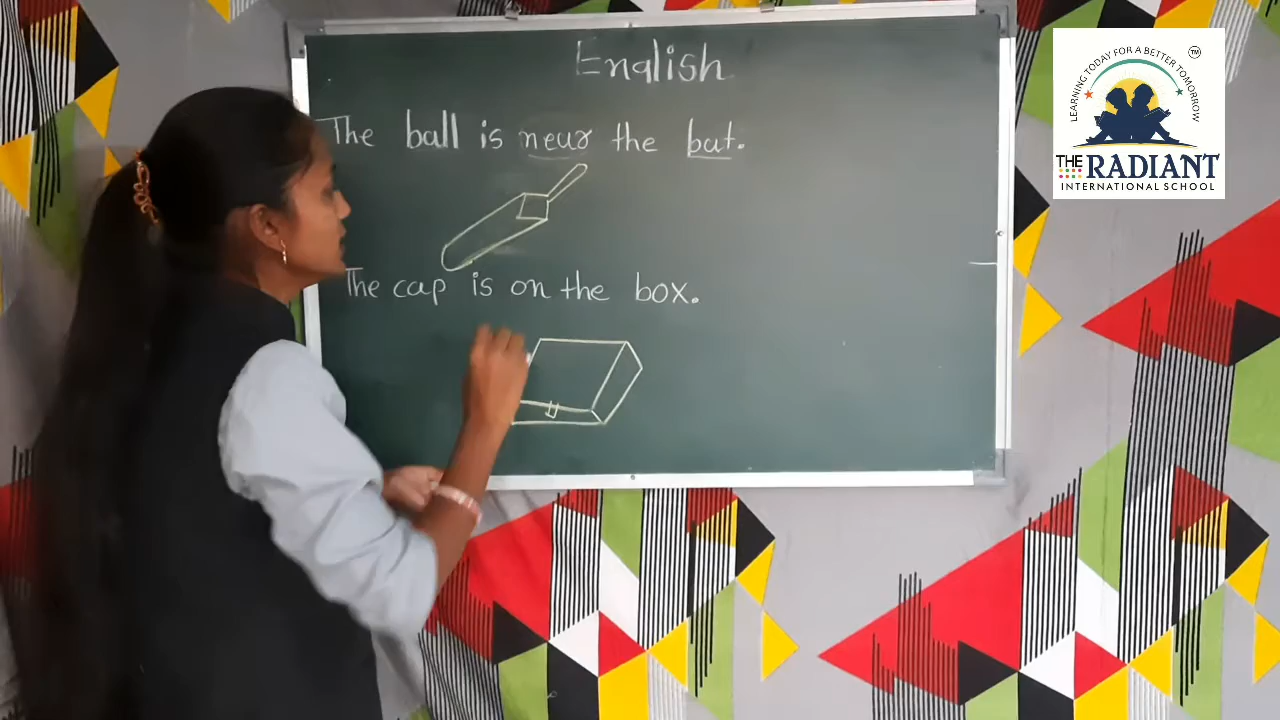 English
The ball is near the bat.
The cap is on the box.
LEARNING TODAY FOR A BETTER TOMORROW
TM
THE RADIANT
INTERNATIONAL SCHOOL